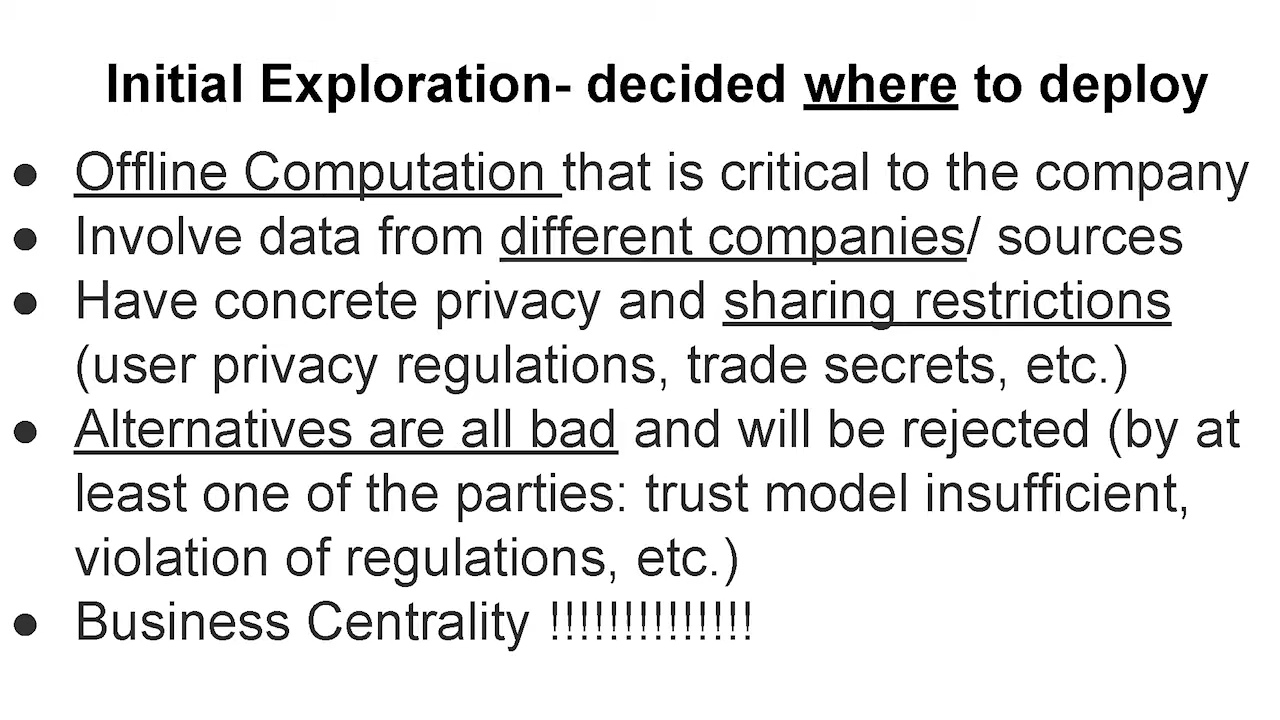 Initial Exploration- decided where to deploy
● Offline Computation that is critical to the company
● Involve data from different companies/ sources
● Have concrete privacy and sharing restrictions
(user privacy regulations, trade secrets, etc.)
● Alternatives are all bad and will be rejected (by at
least one of the parties: trust model insufficient,
violation of regulations, etc.)
● Business Centrality !!!!!!!!!!!!!!